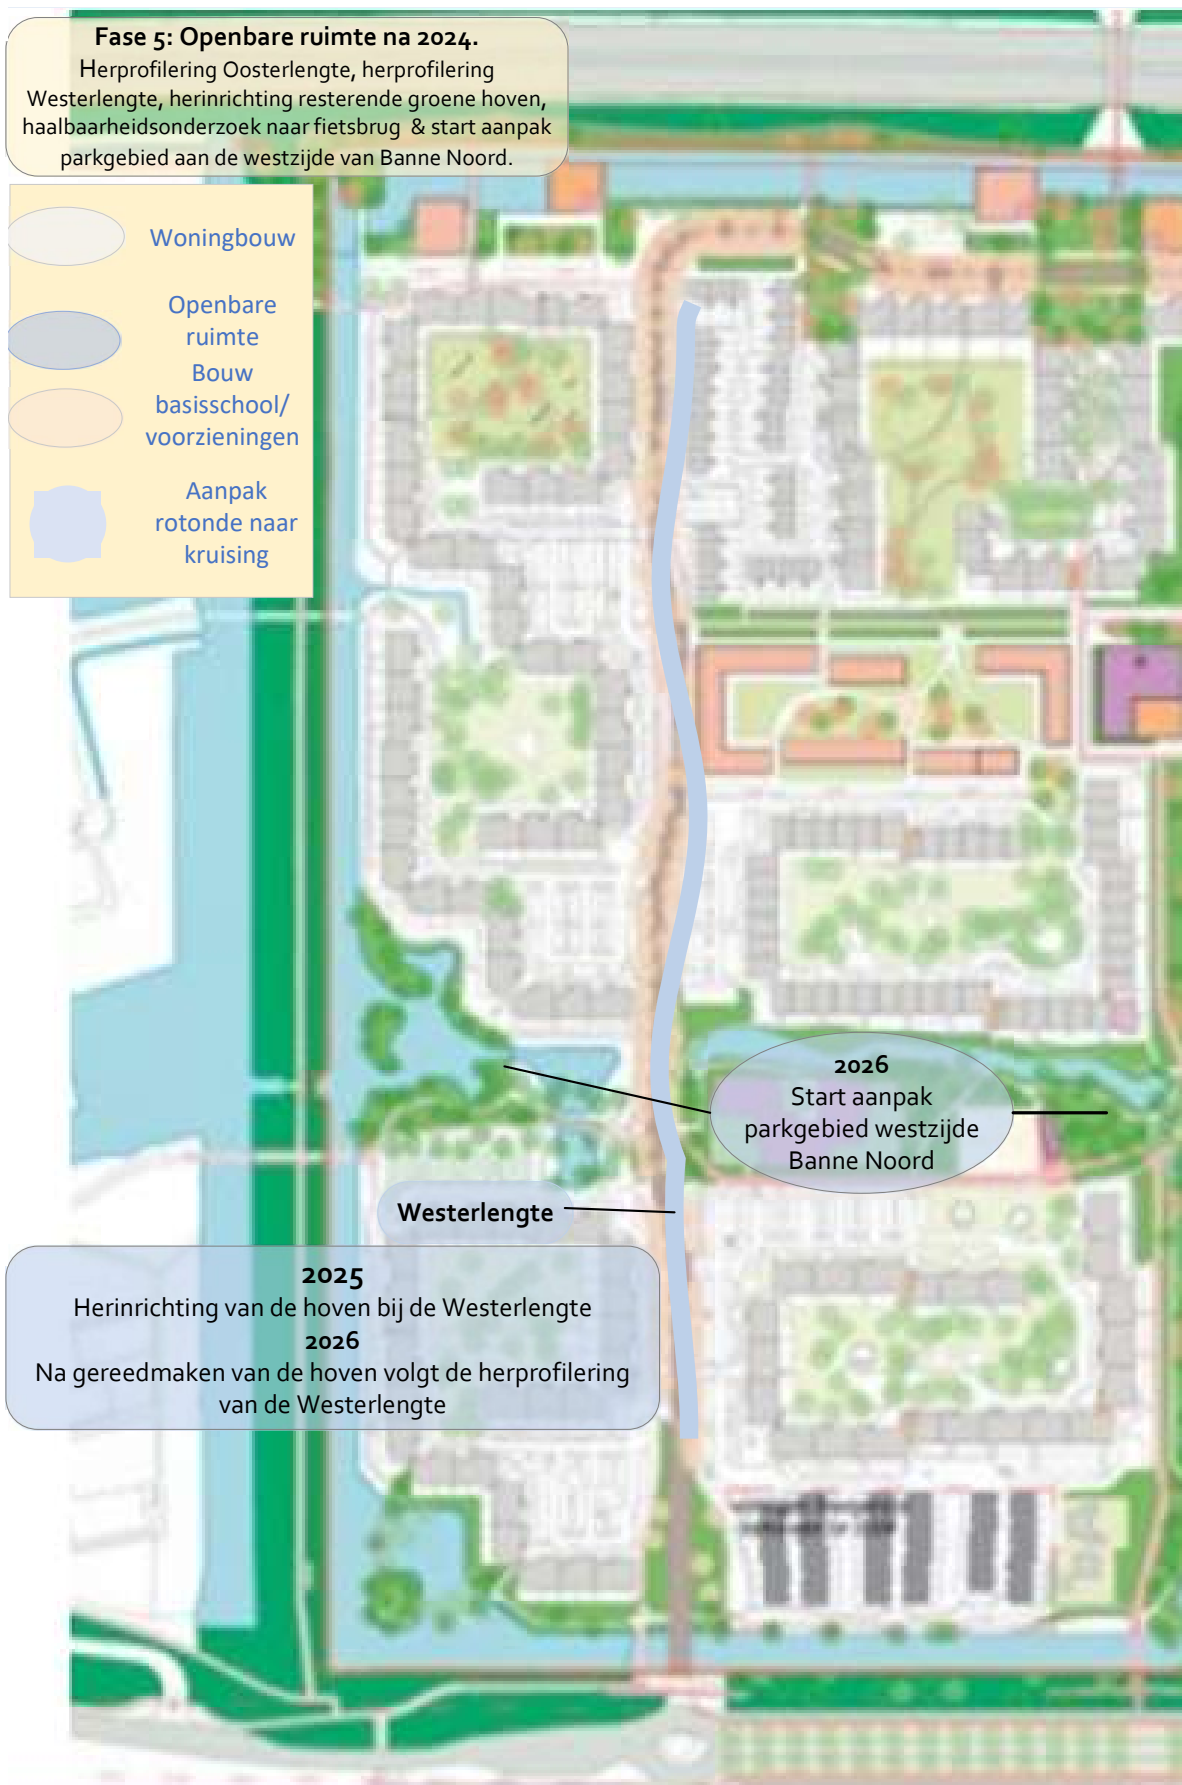 Fase 5: Openbare ruimte na 2024.
Herprofilering Oosterlengte, herprofilering
Westerlengte, herinrichting resterende groene hoven,
haalbaarheidsonderzoek naar fietsbrug & start aanpak
parkgebied aan de westzijde van Banne Noord.
Woningbouw
Openbare
ruimte
Bouw
basisschool/
voorzieningen
Aanpak
rotonde naar
kruising
2026
Start aanpak
parkgebied westzijde
Banne Noord
Westerlengte
2025
Herinrichting van de hoven bij de Westerlengte
2026
Na gereedmaken van de hoven volgt de herprofilering
van de Westerlengte